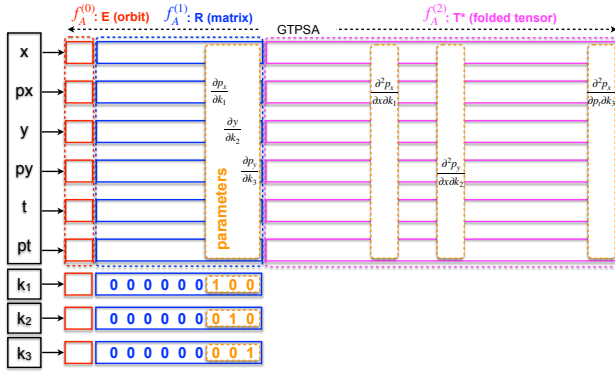 f_A^{(0)}: E (orbit) f_A^{(1)}: R (matrix) f_A^{(2)}: T* (folded tensor)
GTPSA
x
px
y
py
t
pt
∂p_x/∂k_1
∂y/∂k_2
∂p_y/∂k_3
parameters
∂²p_x/∂x∂k_1
∂²p_y/∂x∂k_2
∂²p_x/∂p_t∂k_3
k_1 0 0 0 0 0 0 1 0 0
k_2 0 0 0 0 0 0 0 1 0
k_3 0 0 0 0 0 0 0 0 1